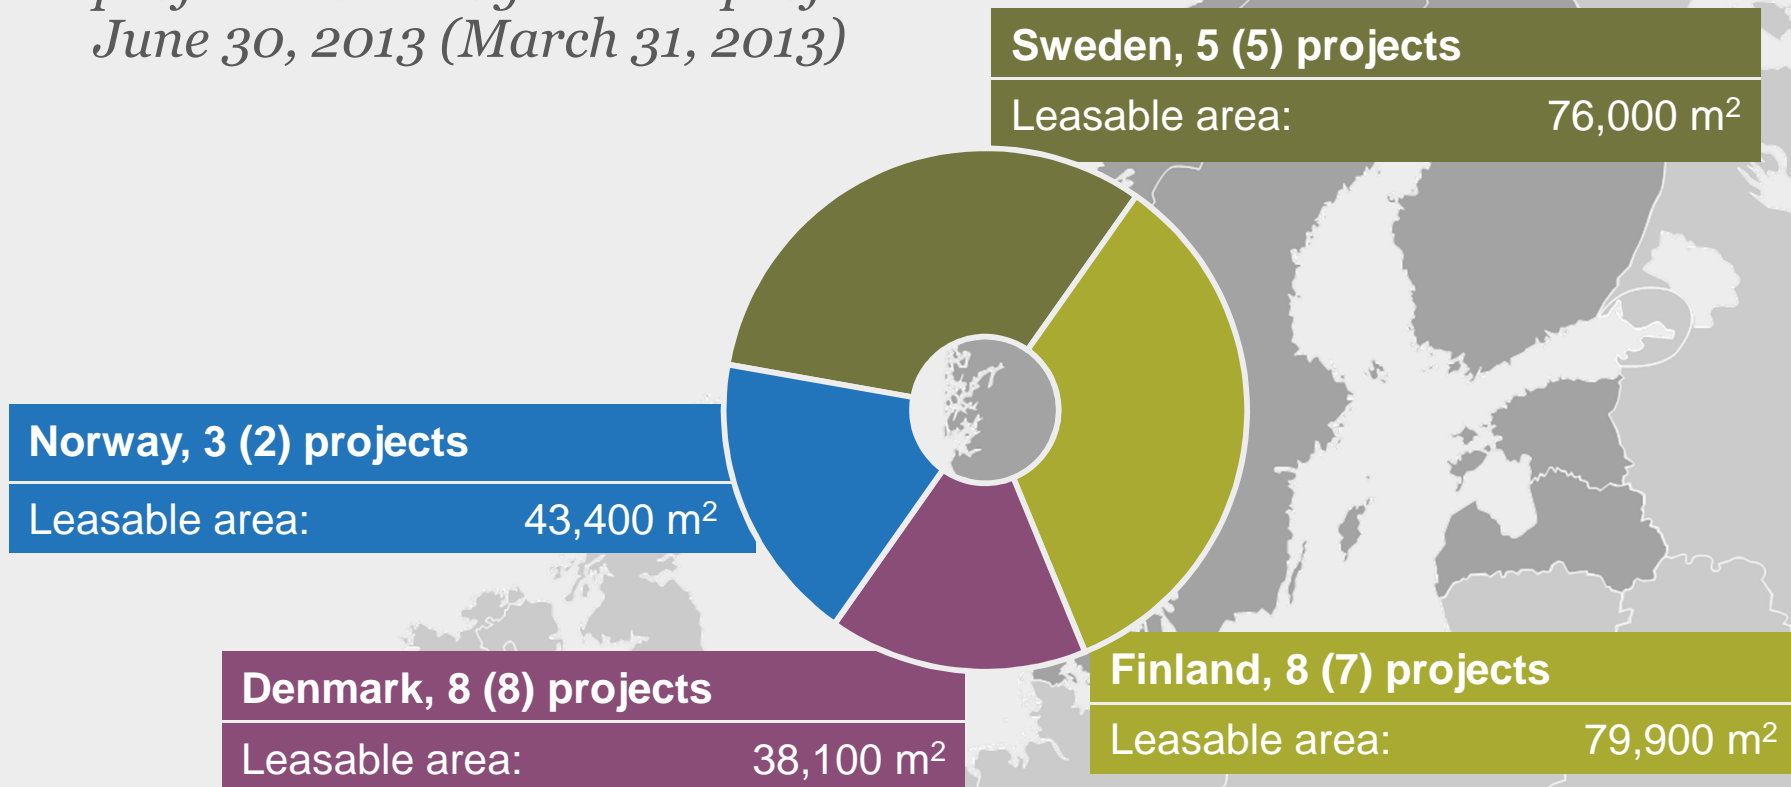 June 30, 2013 (March 31, 2013)
Sweden, 5 (5) projects
Leasable area: 76,000 m²
Norway, 3 (2) projects
Leasable area: 43,400 m²
Denmark, 8 (8) projects
Leasable area: 38,100 m²
Finland, 8 (7) projects
Leasable area: 79,900 m²